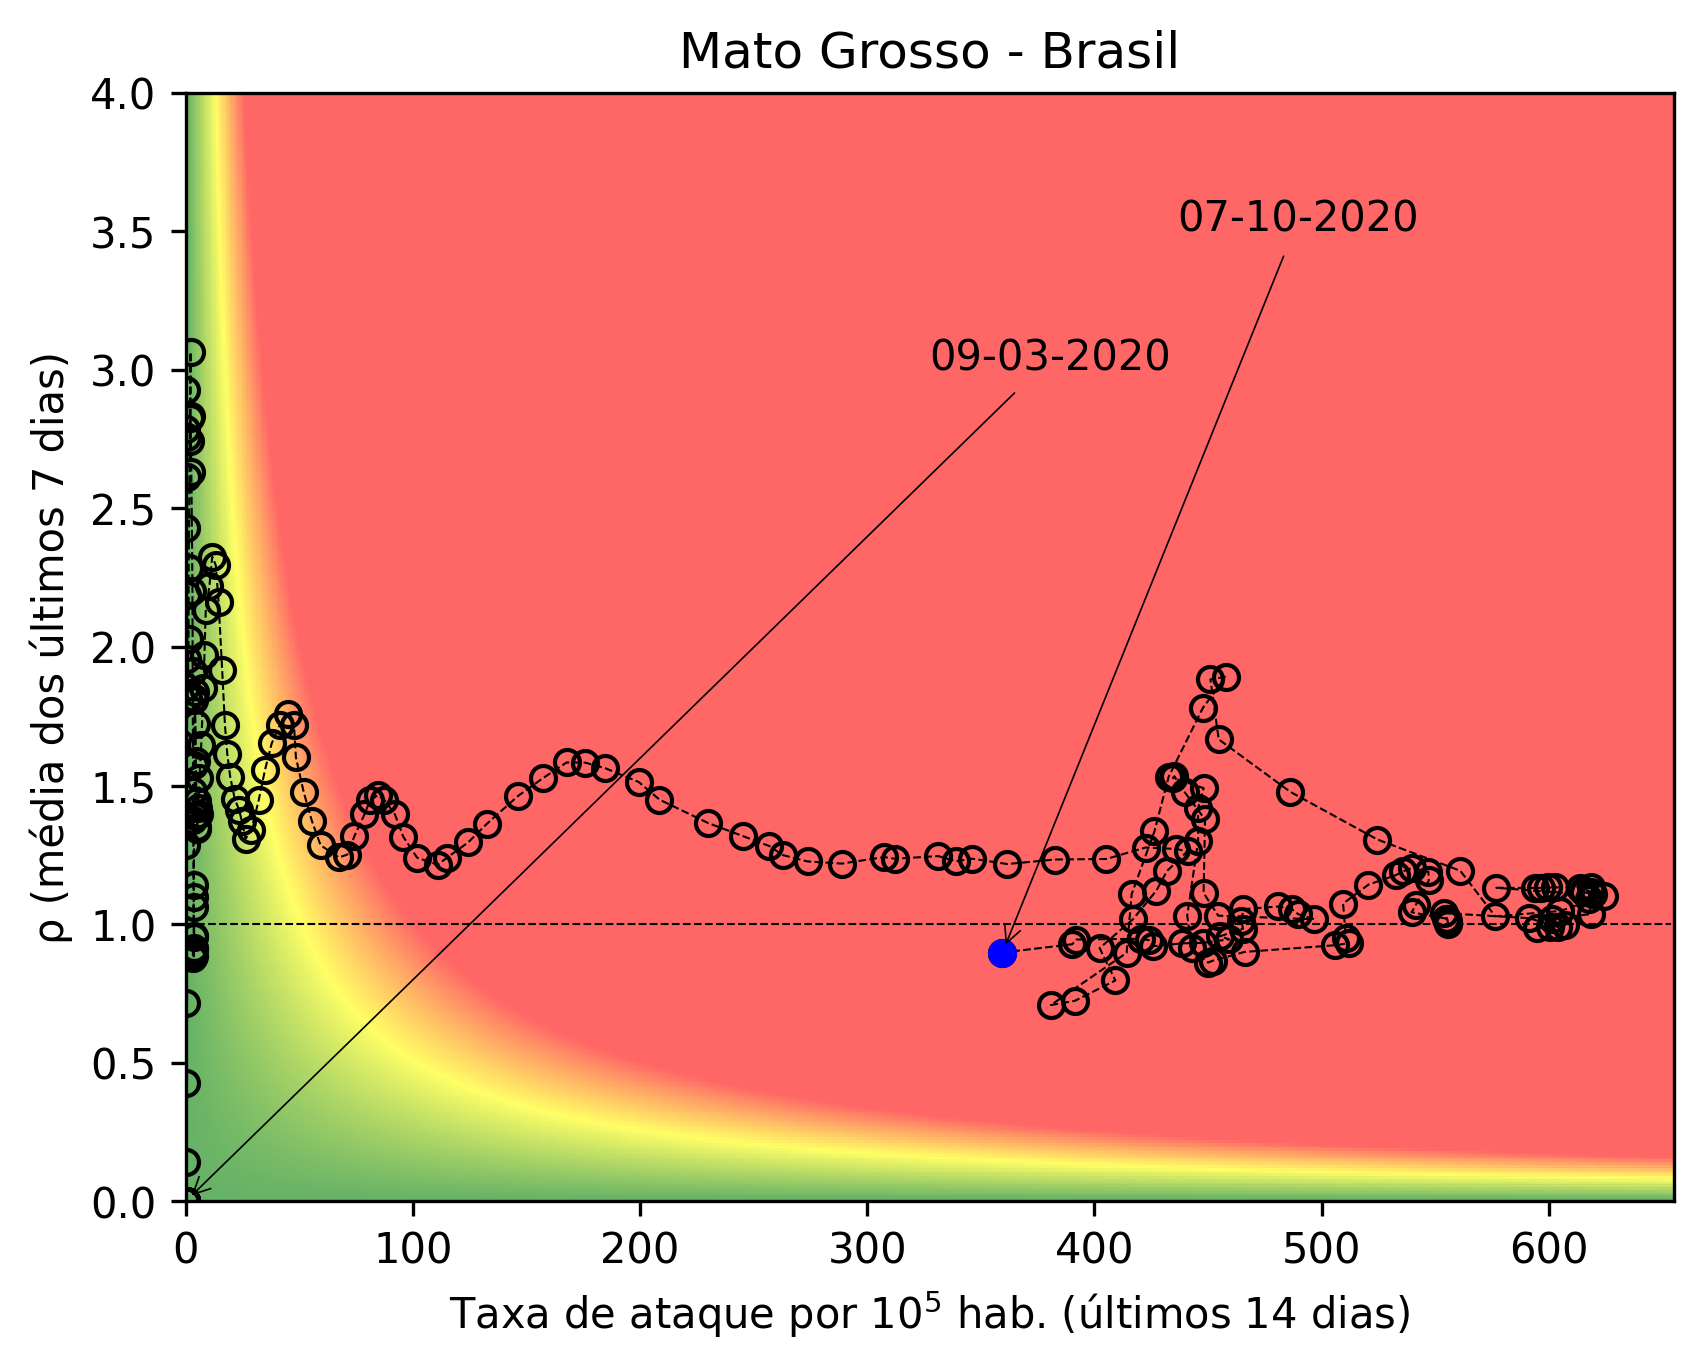 Mato Grosso - Brasil
4.0
3.5
3.0
2.5
2.0
1.5
1.0
0.5
0.0
ρ (média dos últimos 7 dias)
07-10-2020
09-03-2020
0 100 200 300 400 500 600
Taxa de ataque por 10⁵ hab. (últimos 14 dias)